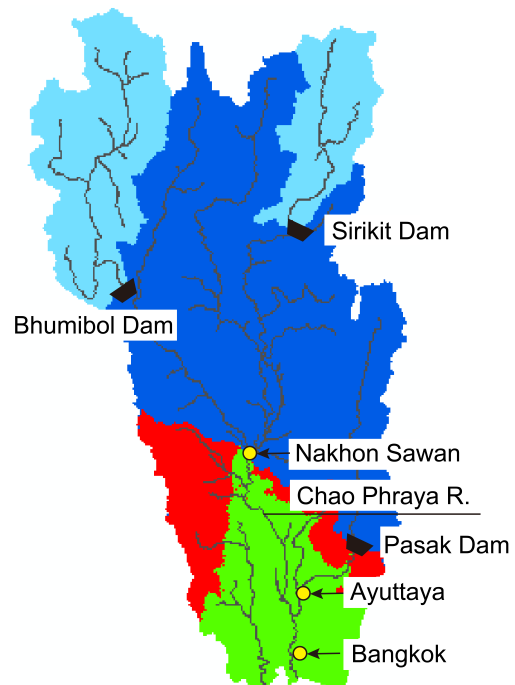 Sirikit Dam
Bhumibol Dam
Nakhon Sawan
Chao Phraya R.
Pasak Dam
Ayuttaya
Bangkok